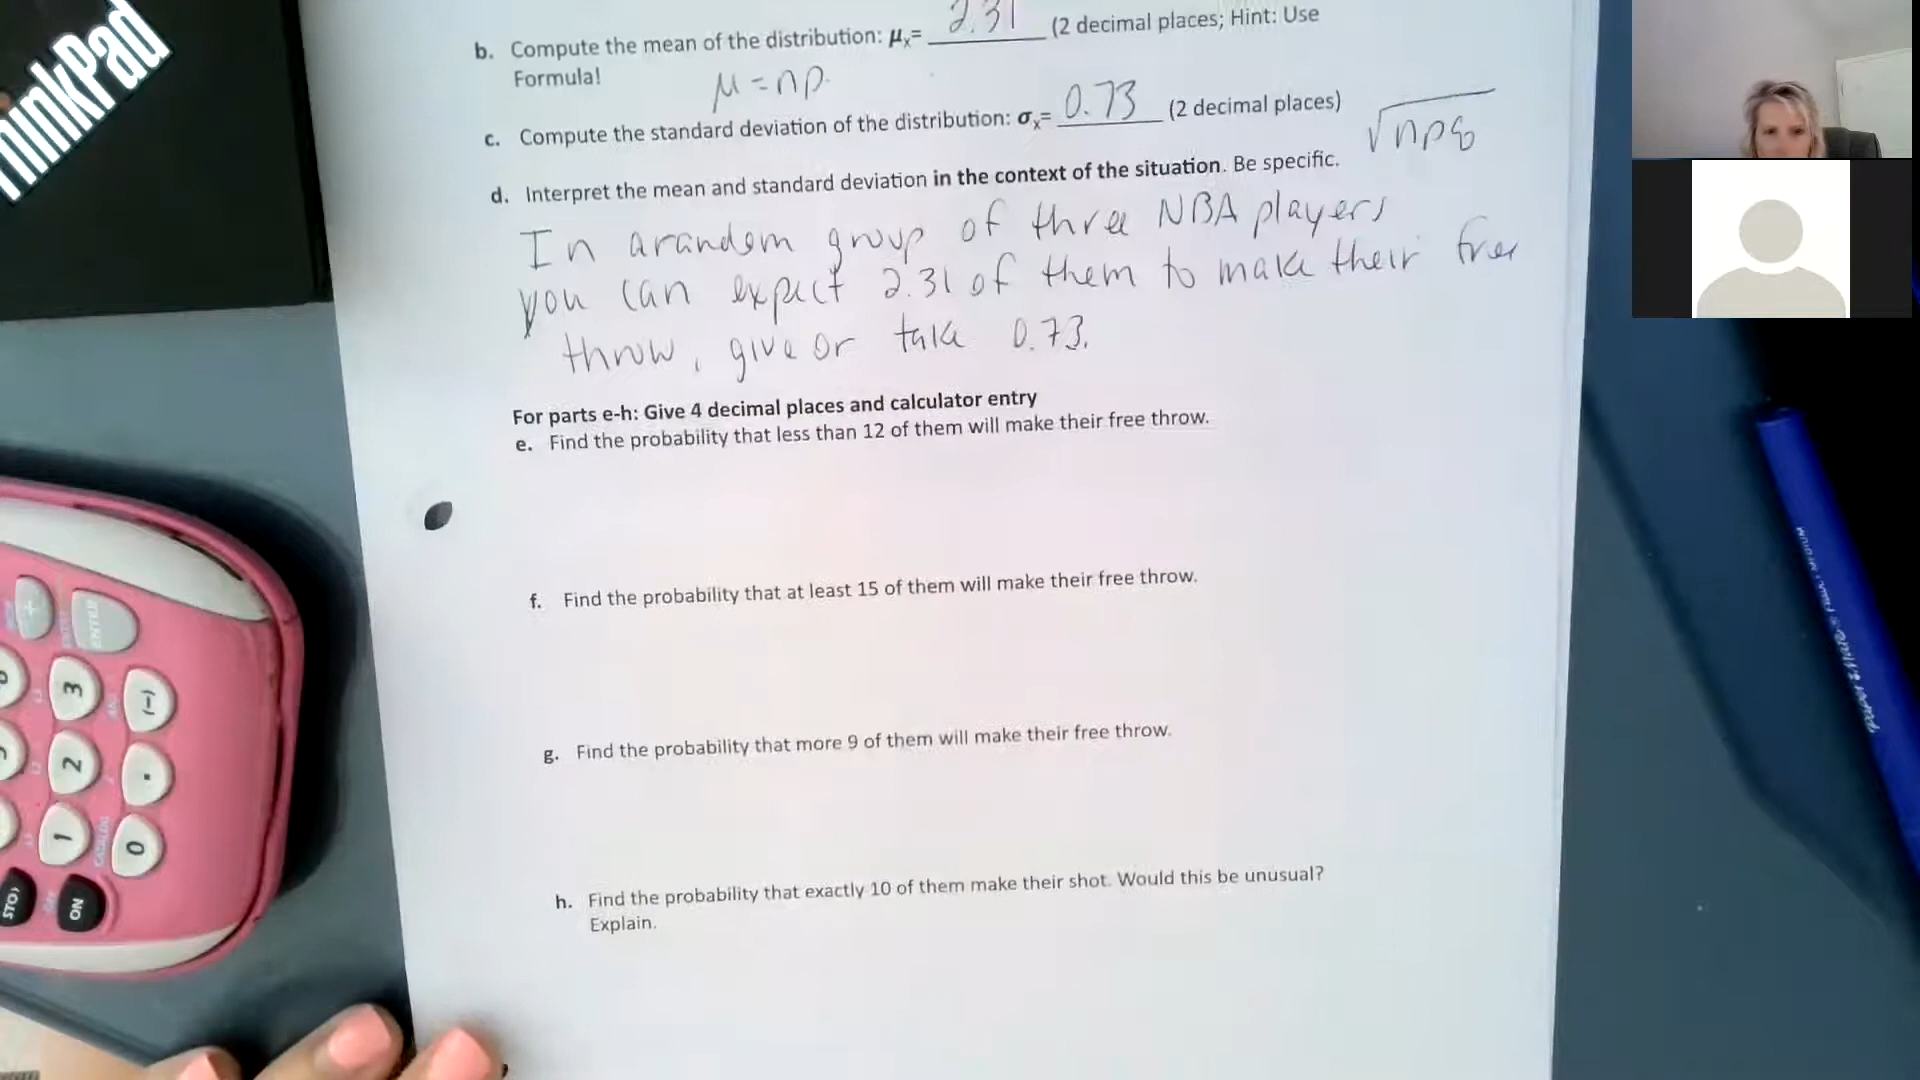 ThinkPad
b. Compute the mean of the distribution: μx= 2.31 (2 decimal places; Hint: Use
Formula!
μ = np.
c. Compute the standard deviation of the distribution: σx= 0.73 (2 decimal places)
√npq
d. Interpret the mean and standard deviation in the context of the situation. Be specific.
In a random group of three NBA players
you can expect 2.31 of them to make their free
throw, give or take 0.73.
For parts e-h: Give 4 decimal places and calculator entry
e. Find the probability that less than 12 of them will make their free throw.
f. Find the probability that at least 15 of them will make their free throw.
g. Find the probability that more 9 of them will make their free throw.
h. Find the probability that exactly 10 of them make their shot. Would this be unusual?
Explain.
ENTER
3
(-)
2
.
1
0
STO
ON